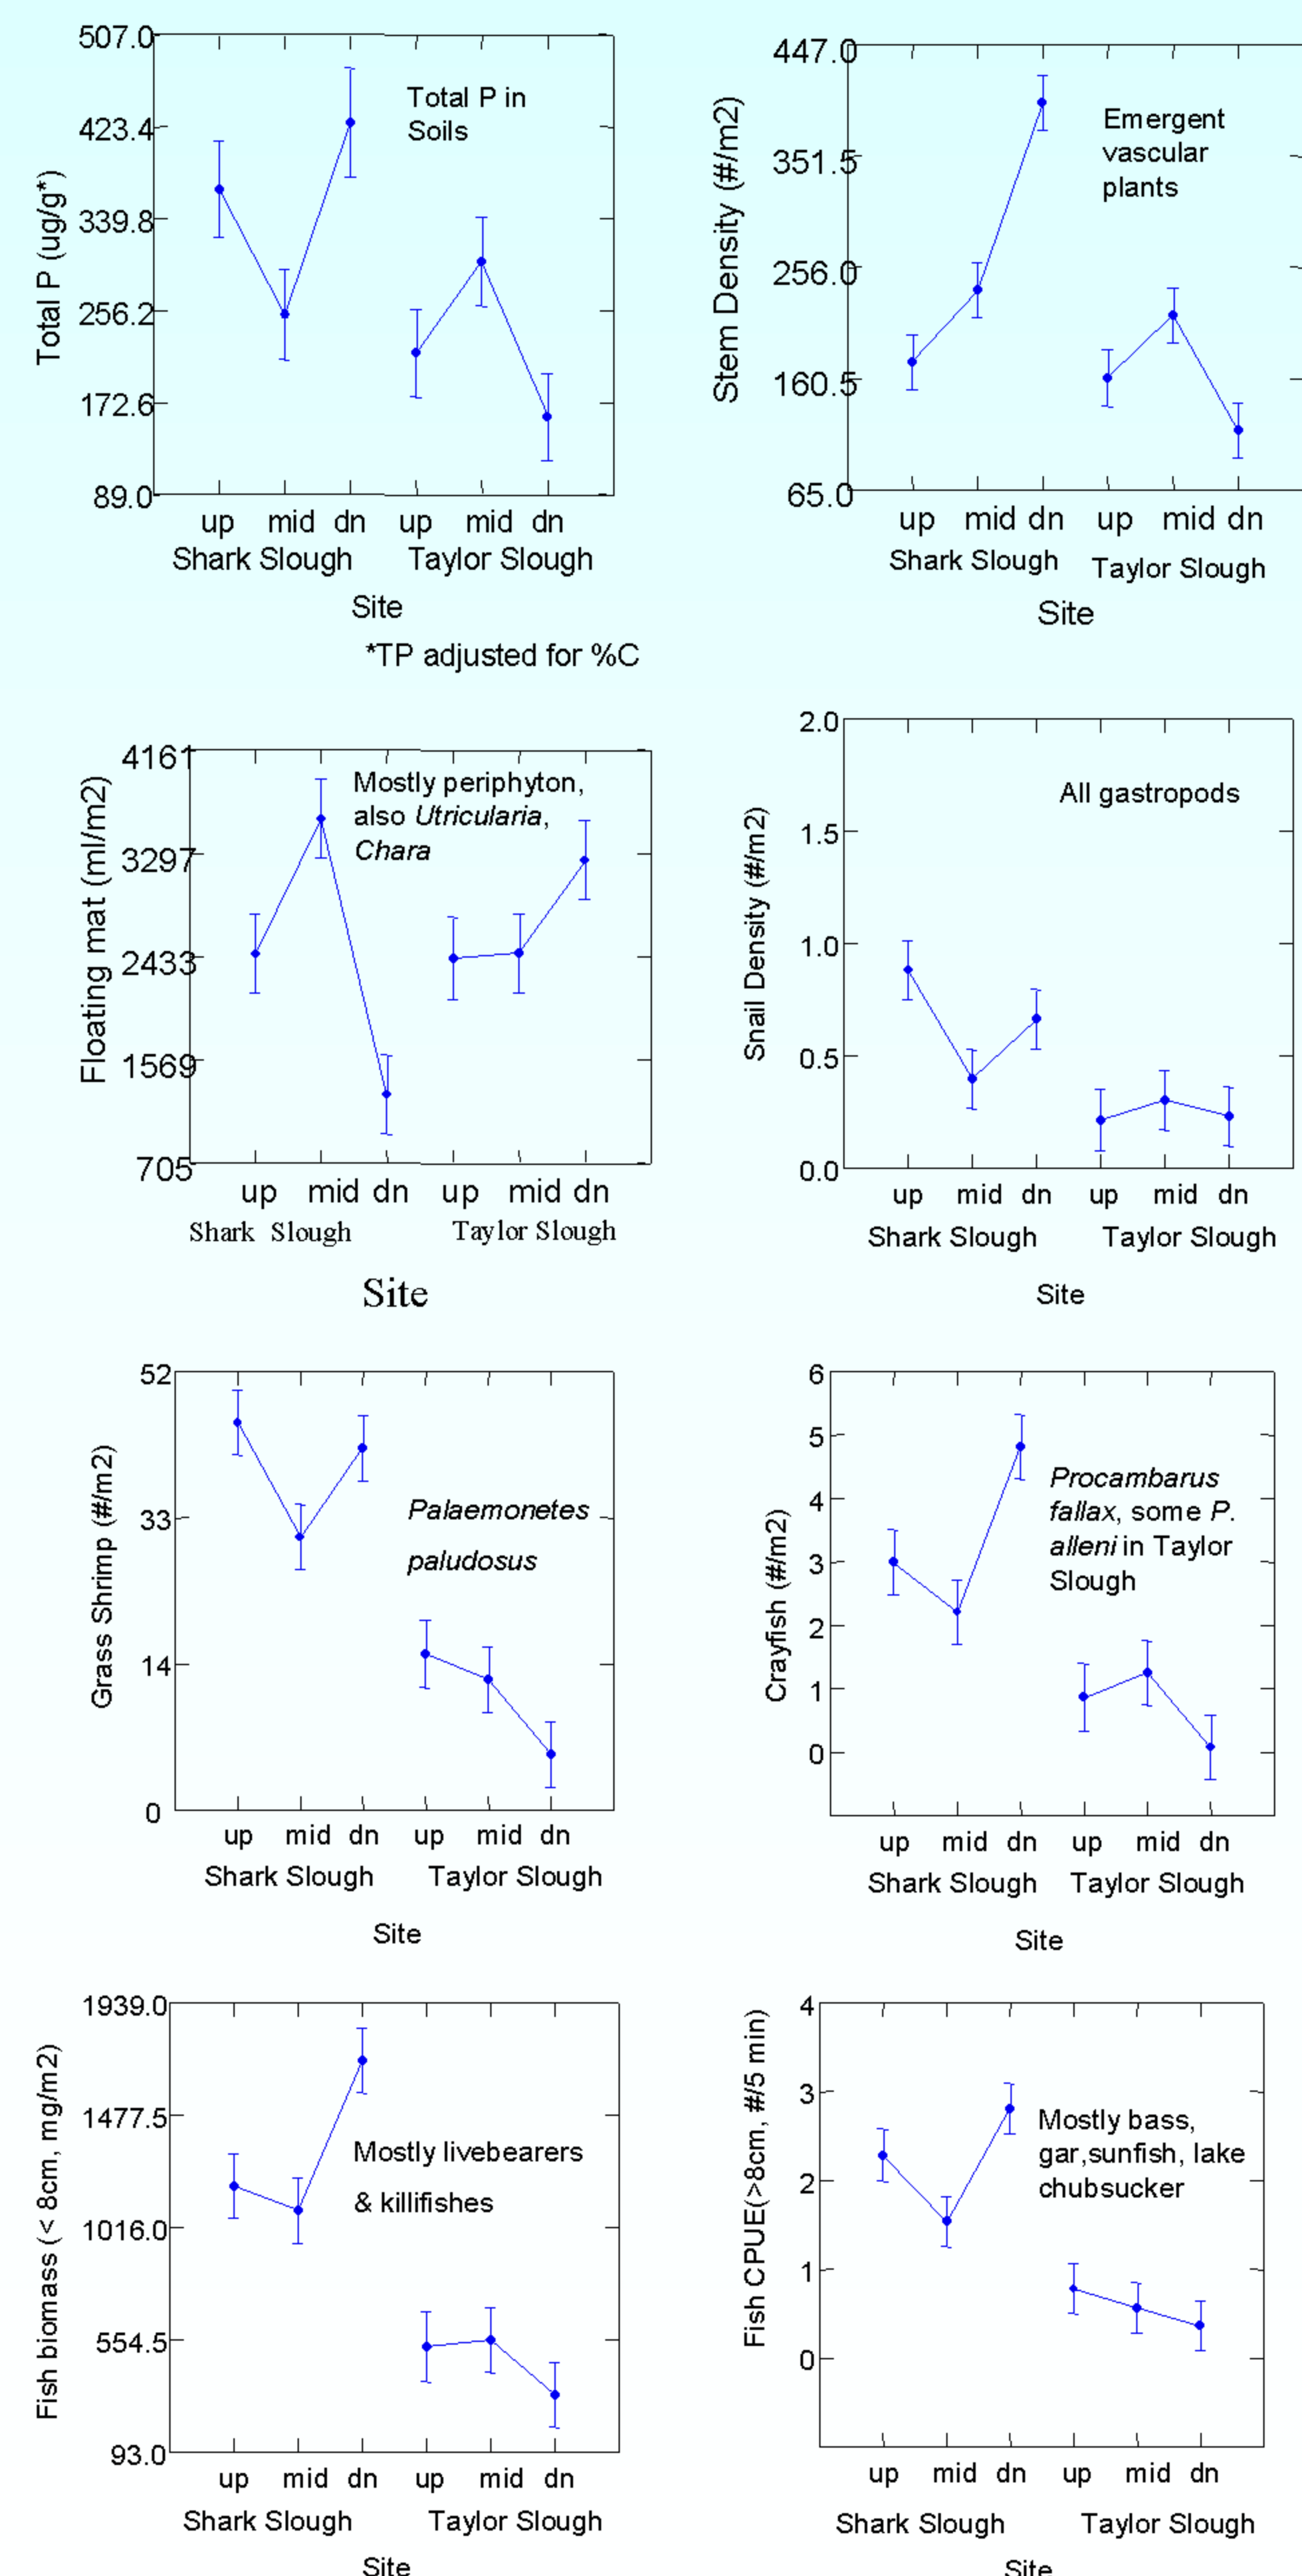 507.0
423.4
339.8
256.2
172.6
89.0
Total P (ug/g*)
Total P in
Soils
up mid dn up mid dn
Shark Slough Taylor Slough
Site
*TP adjusted for %C
447.0
351.5
256.0
160.5
65.0
Stem Density (#/m2)
Emergent
vascular
plants
up mid dn up mid dn
Shark Slough Taylor Slough
Site
4161
3297
2433
1569
705
Floating mat (ml/m2)
Mostly periphyton,
also Utricularia,
Chara
up mid dn up mid dn
Shark Slough Taylor Slough
Site
2.0
1.5
1.0
0.5
0.0
Snail Density (#/m2)
All gastropods
up mid dn up mid dn
Shark Slough Taylor Slough
Site
52
33
14
0
Grass Shrimp (#/m2)
Palaemonetes
paludosus
up mid dn up mid dn
Shark Slough Taylor Slough
Site
6
5
4
3
2
1
0
Crayfish (#/m2)
Procambarus
fallax, some P.
alleni in Taylor
Slough
up mid dn up mid dn
Shark Slough Taylor Slough
Site
1939.0
1477.5
1016.0
554.5
93.0
Fish biomass (< 8cm, mg/m2)
Mostly livebearers
& killifishes
up mid dn up mid dn
Shark Slough Taylor Slough
Site
4
3
2
1
0
Fish CPUE(>8cm, #/5 min)
Mostly bass,
gar,sunfish, lake
chubsucker
up mid dn up mid dn
Shark Slough Taylor Slough
Site